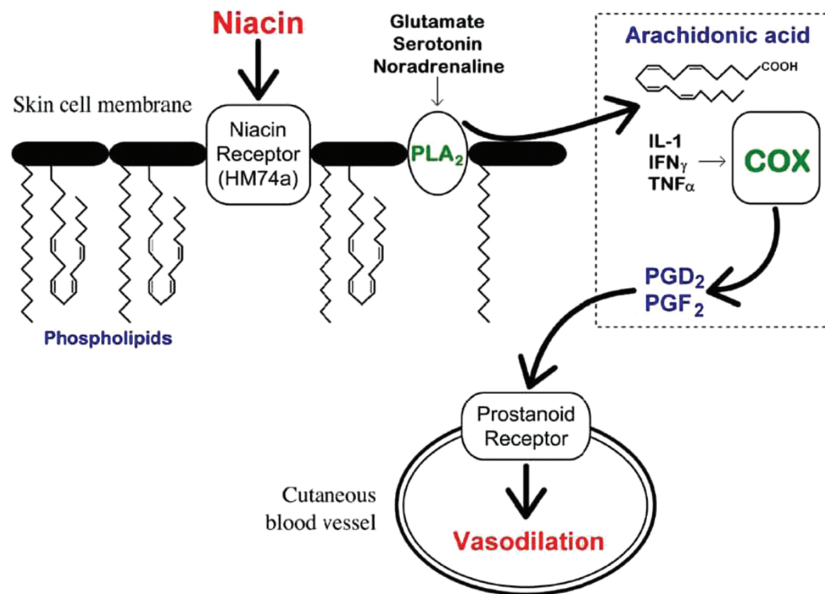 Niacin
Glutamate
Serotonin
Noradrenaline
Arachidonic acid
COOH
Skin cell membrane
Niacin
Receptor
(HM74a)
PLA₂
IL-1
IFNγ
TNFα
COX
Phospholipids
PGD₂
PGF₂
Prostanoid
Receptor
Cutaneous
blood vessel
Vasodilation